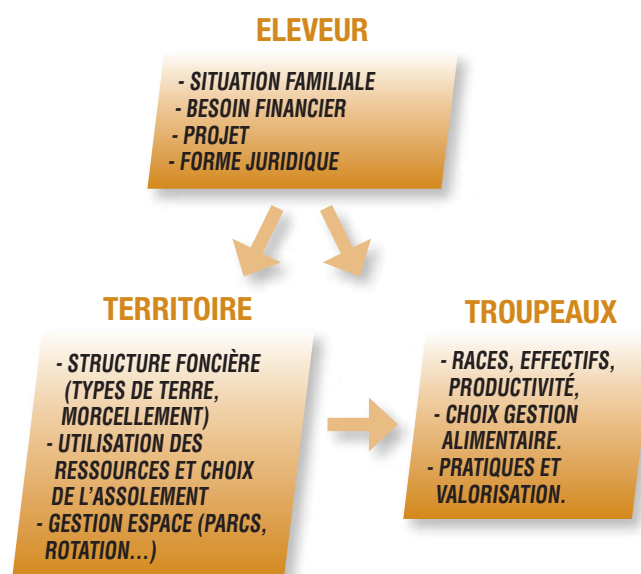 ELEVEUR
- SITUATION FAMILIALE
- BESOIN FINANCIER
- PROJET
- FORME JURIDIQUE
TERRITOIRE
- STRUCTURE FONCIÈRE
(TYPES DE TERRE,
MORCELLEMENT)
- UTILISATION DES
RESSOURCES ET CHOIX
DE L'ASSOLEMENT
- GESTION ESPACE (PARCS,
ROTATION...)
TROUPEAUX
- RACES, EFFECTIFS,
PRODUCTIVITÉ,
- CHOIX GESTION
ALIMENTAIRE.
- PRATIQUES ET
VALORISATION.